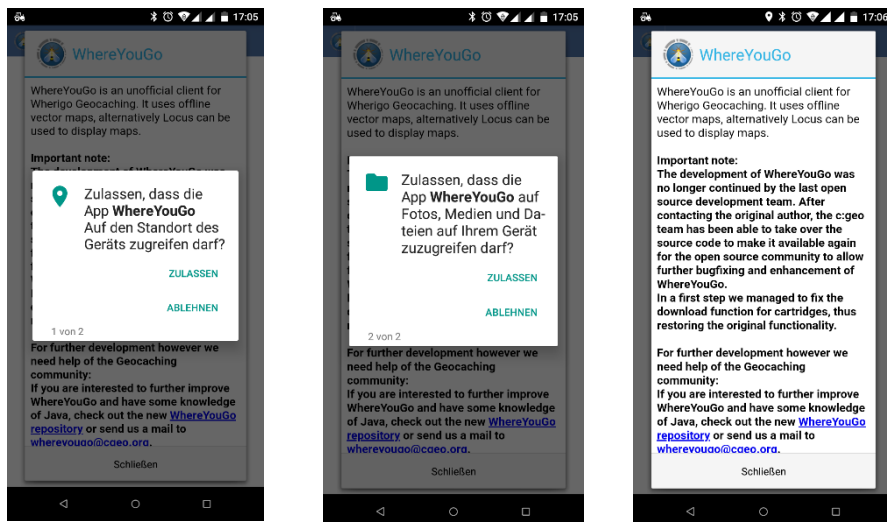 17:05
WhereYouGo
WhereYouGo is an unofficial client for
Wherigo Geocaching. It uses offline
vector maps, alternatively Locus can be
used to display maps.
Important note:
Zulassen, dass die
App WhereYouGo
Auf den Standort des
Geräts zugreifen darf?
ZULASSEN
ABLEHNEN
1 von 2
For further development however we
need help of the Geocaching
community:
If you are interested to further improve
WhereYouGo and have some knowledge
of Java, check out the new WhereYouGo
repository or send us a mail to
whereyougo@cgeo.org.
Schließen
17:05
WhereYouGo
WhereYouGo is an unofficial client for
Wherigo Geocaching. It uses offline
vector maps, alternatively Locus can be
used to display maps.
Zulassen, dass die
App WhereYouGo auf
Fotos, Medien und Da-
teien auf Ihrem Gerät
zuzugreifen darf?
ZULASSEN
ABLEHNEN
2 von 2
For further development however we
need help of the Geocaching
community:
If you are interested to further improve
WhereYouGo and have some knowledge
of Java, check out the new WhereYouGo
repository or send us a mail to
whereyougo@cgeo.org.
Schließen
17:06
WhereYouGo
WhereYouGo is an unofficial client for
Wherigo Geocaching. It uses offline
vector maps, alternatively Locus can be
used to display maps.
Important note:
The development of WhereYouGo was
no longer continued by the last open
source development team. After
contacting the original author, the c:geo
team has been able to take over the
source code to make it available again
for the open source community to allow
further bugfixing and enhancement of
WhereYouGo.
In a first step we managed to fix the
download function for cartridges, thus
restoring the original functionality.
For further development however we
need help of the Geocaching
community:
If you are interested to further improve
WhereYouGo and have some knowledge
of Java, check out the new WhereYouGo
repository or send us a mail to
whereyougo@cgeo.org.
Schließen